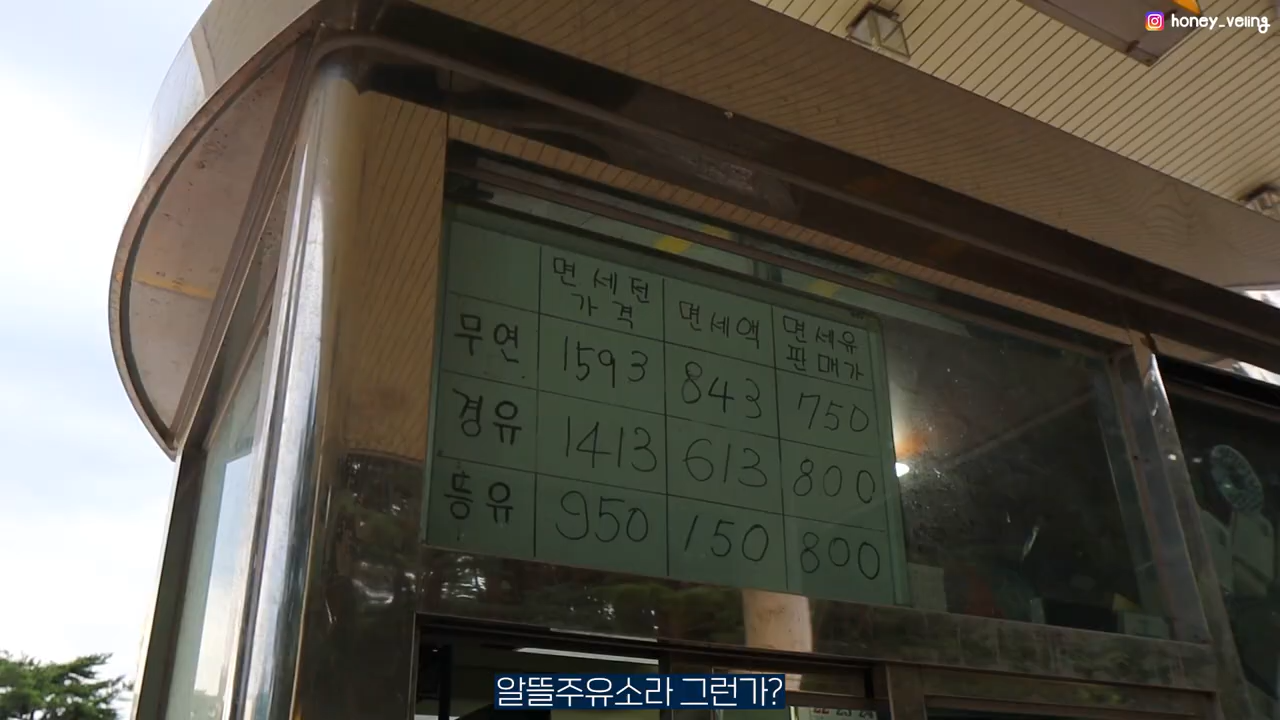 honey_veling
면세전
가격
면세액
면세유
판매가
무연
1593
843
750
경유
1413
613
800
등유
950
150
800
알뜰주유소라 그런가?